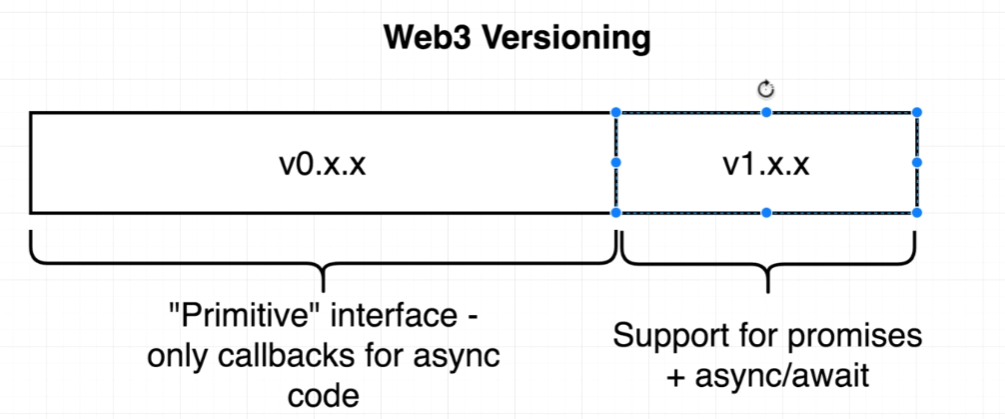 Web3 Versioning
v0.x.x
v1.x.x
"Primitive" interface -
only callbacks for async
code
Support for promises
+ async/await